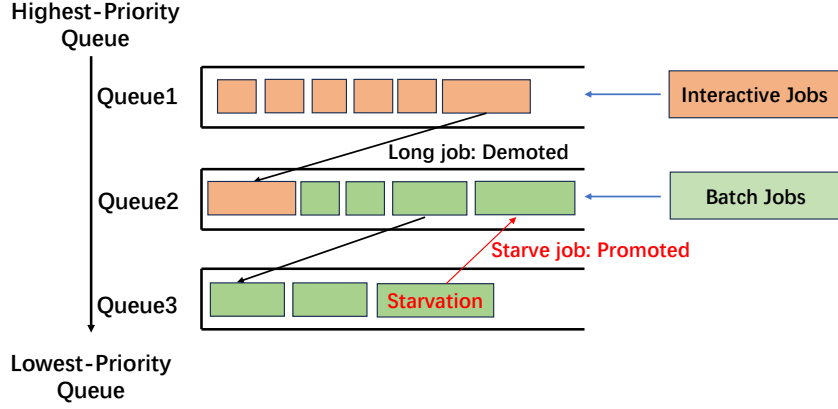 Highest-Priority
Queue
Queue1
Interactive Jobs
Long job: Demoted
Queue2
Batch Jobs
Starve job: Promoted
Queue3
Starvation
Lowest-Priority
Queue